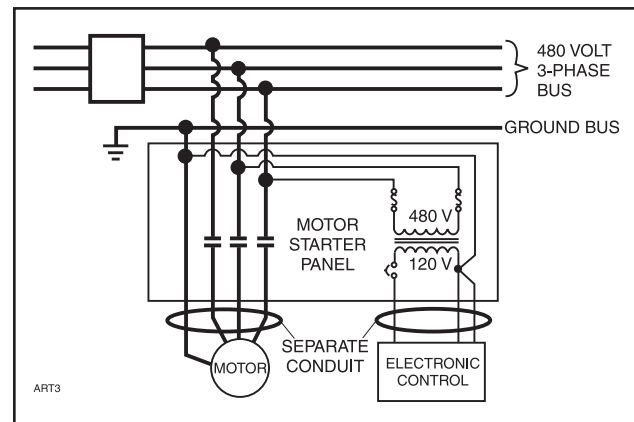 480 VOLT
3-PHASE
BUS
GROUND BUS
MOTOR
STARTER
PANEL
480 V
120 V
SEPARATE
CONDUIT
MOTOR
ELECTRONIC
CONTROL
ART3